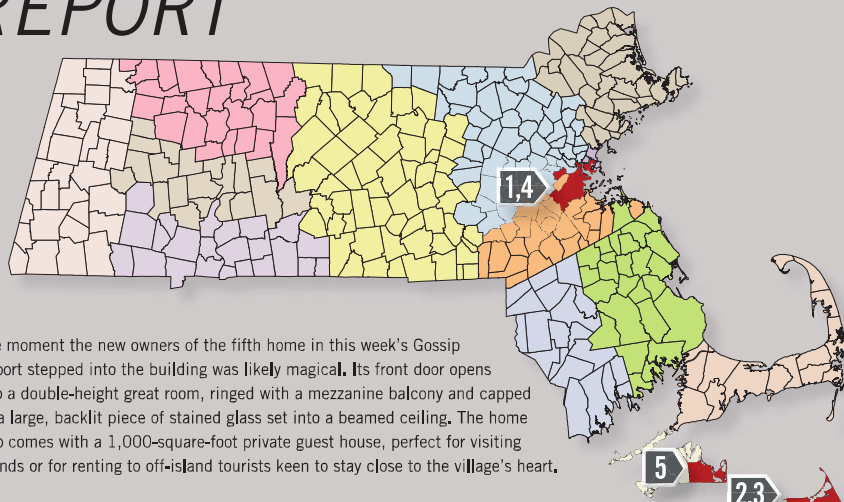 REPORT
1,4
moment the new owners of the fifth home in this week's Gossip
stepped into the building was likely magical. Its front door opens
a double-height great room, ringed with a mezzanine balcony and capped
a large, backlit piece of stained glass set into a beamed ceiling. The home
comes with a 1,000-square-foot private guest house, perfect for visiting
or for renting to off-island tourists keen to stay close to the village's heart.
5
2,3